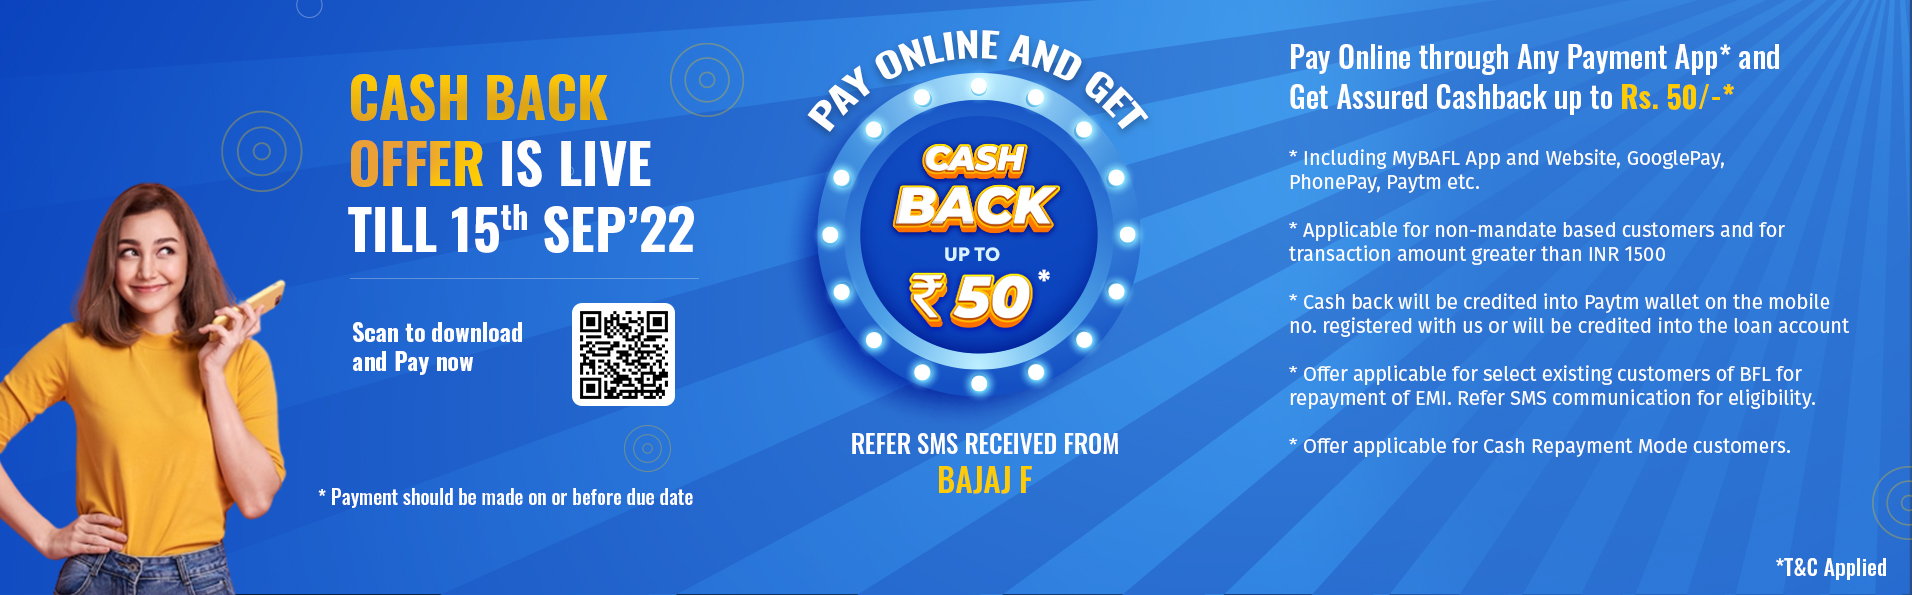 CASH BACK
OFFER IS LIVE
TILL 15th SEP'22
Scan to download
and Pay now
* Payment should be made on or before due date
PAY ONLINE AND GET
CASH
BACK
UP TO
₹ 50*
REFER SMS RECEIVED FROM
BAJAJ F
Pay Online through Any Payment App* and
Get Assured Cashback up to Rs. 50/-*
* Including MyBAFL App and Website, GooglePay,
PhonePay, Paytm etc.
* Applicable for non-mandate based customers and for
transaction amount greater than INR 1500
* Cash back will be credited into Paytm wallet on the mobile
no. registered with us or will be credited into the loan account
* Offer applicable for select existing customers of BFL for
repayment of EMI. Refer SMS communication for eligibility.
* Offer applicable for Cash Repayment Mode customers.
*T&C Applied